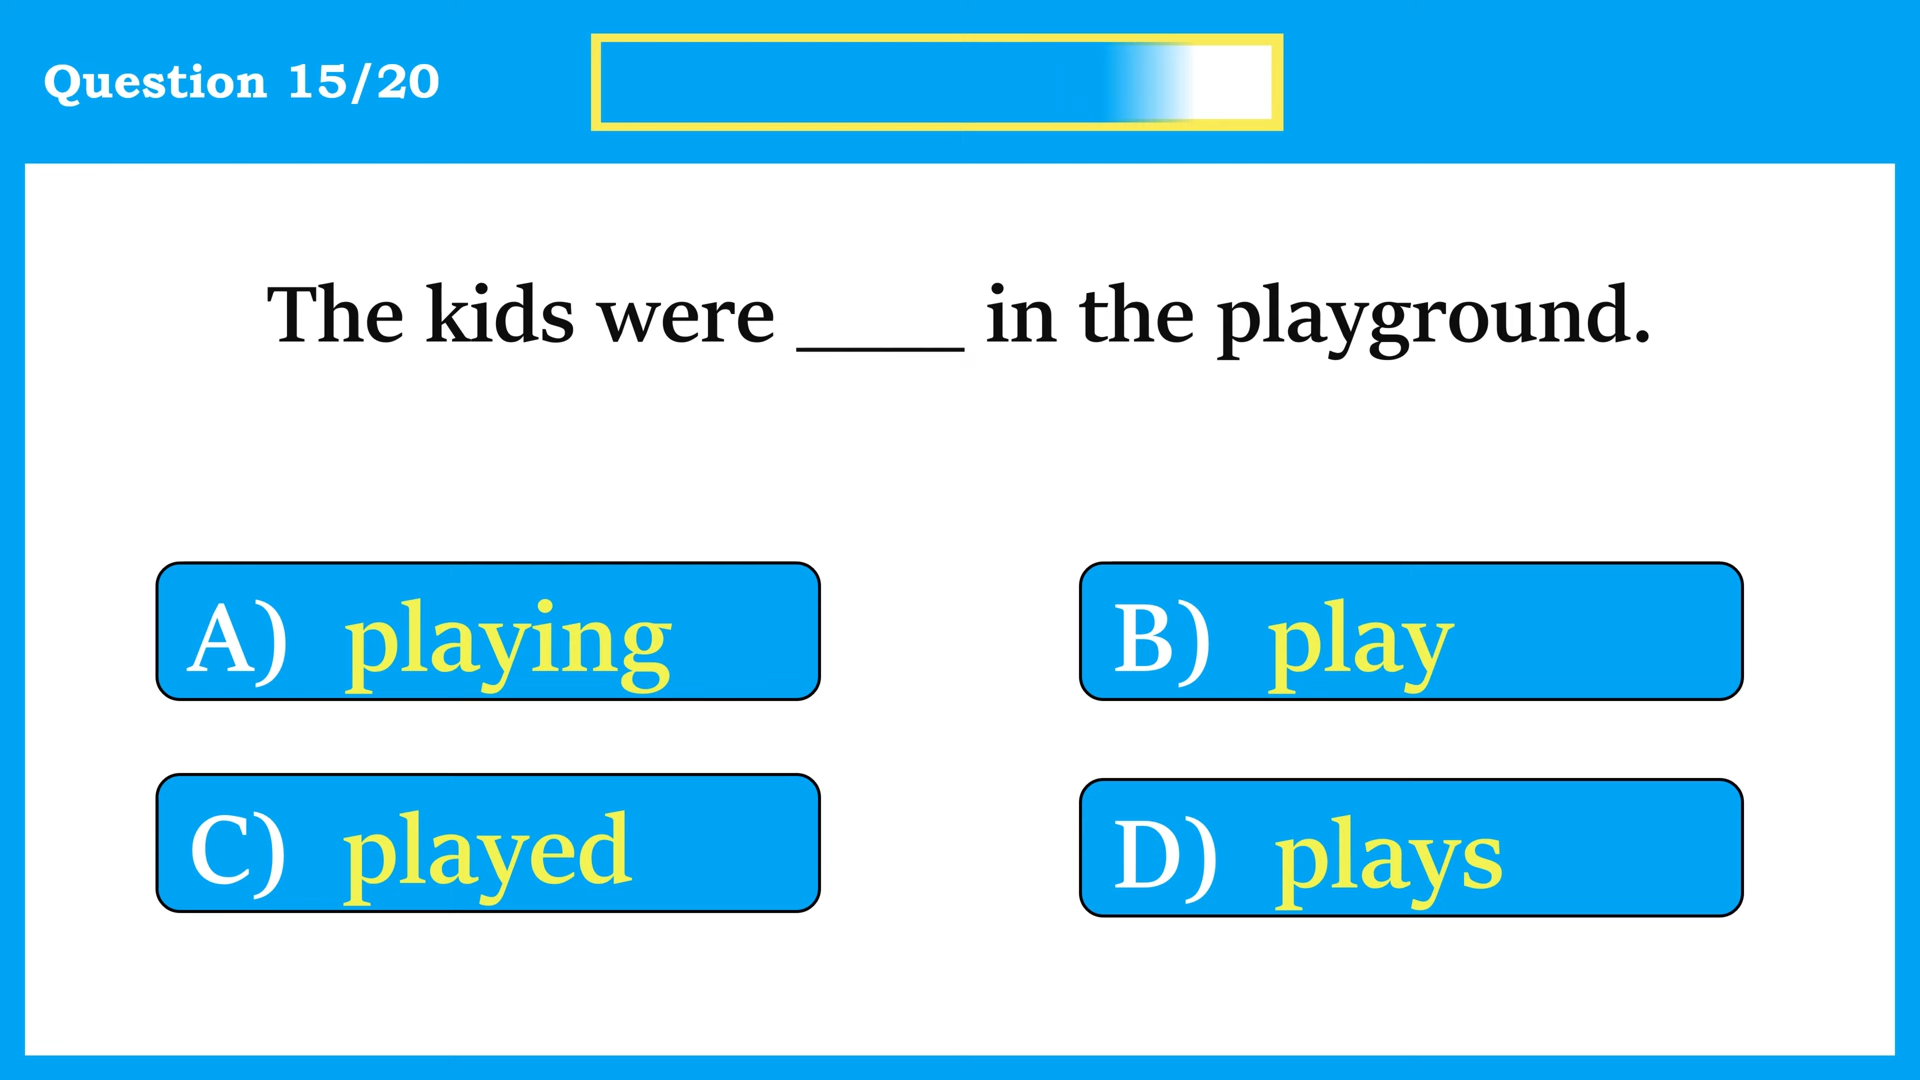 Question 15/20
The kids were ____ in the playground.
A) playing
B) play
C) played
D) plays